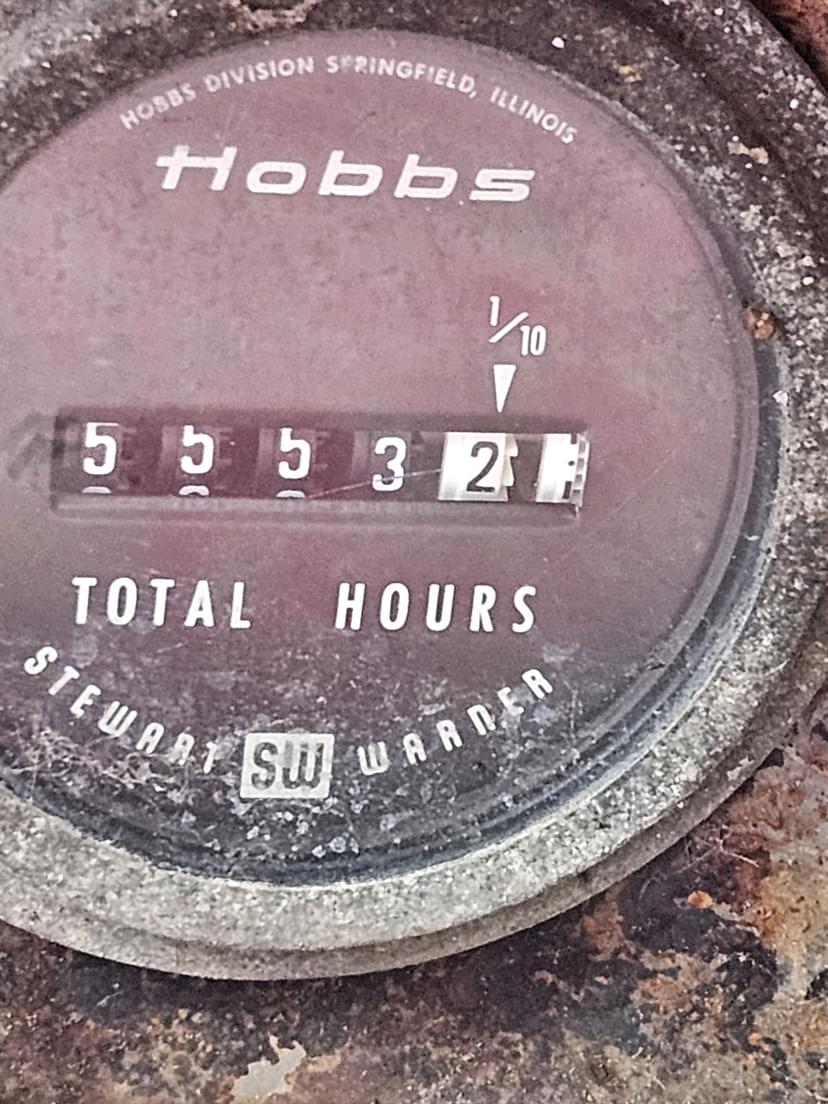 HOBBS DIVISION SPRINGFIELD, ILLINOIS
Hobbs
1/10
5 5 5 3 2
TOTAL HOURS
STEWART SW WARNER